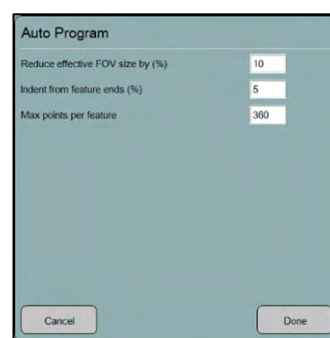 Auto Program
Reduce effective FOV size by (%) 10
Indent from feature ends (%) 5
Max points per feature 360
Cancel Done